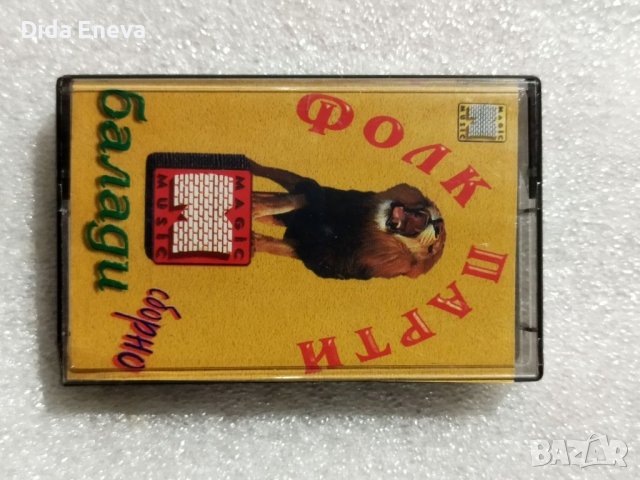 Dida Eneva
MAGIC
MUSIC
ФОЛК ПАРТИ
MAGIC
MUSIC
Балади
сборно
BAZAR